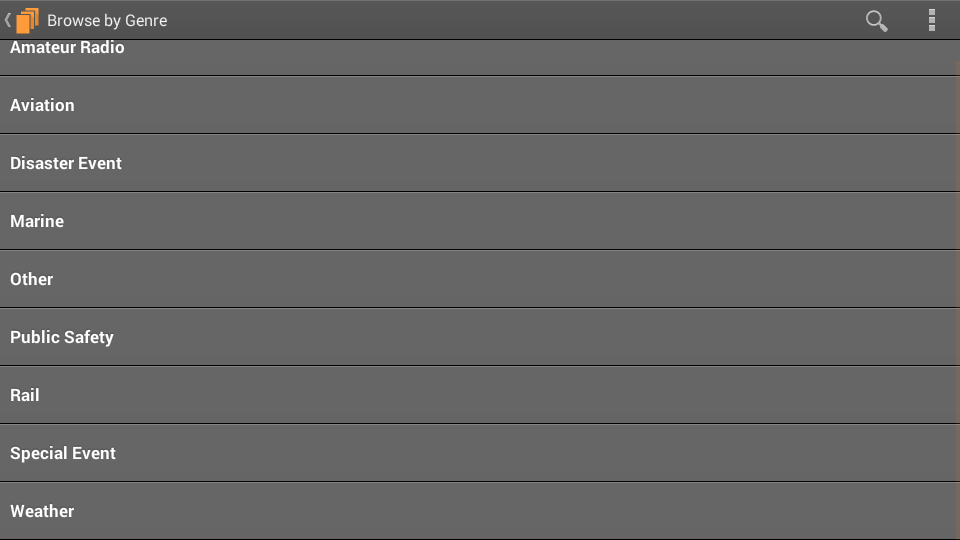 Browse by Genre
Amateur Radio
Aviation
Disaster Event
Marine
Other
Public Safety
Rail
Special Event
Weather